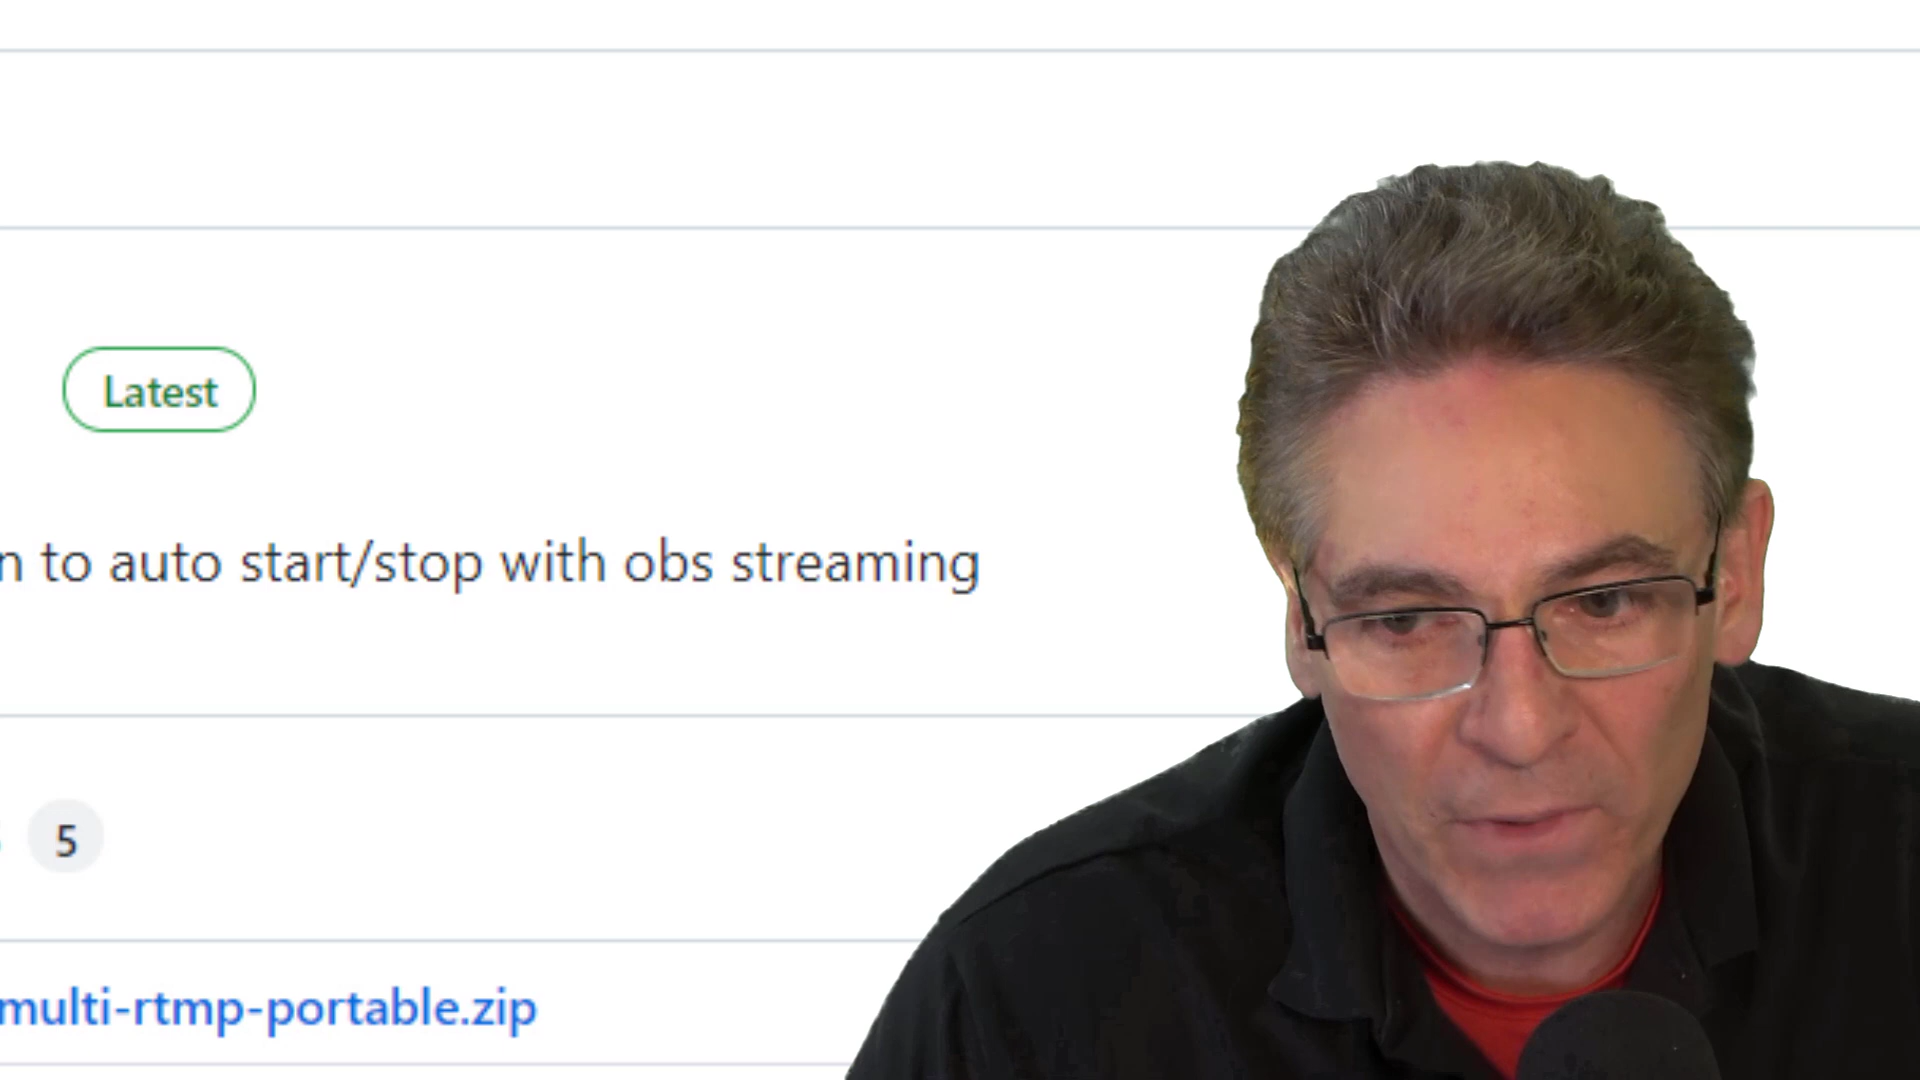 Latest
to auto start/stop with obs streaming
5
multi-rtmp-portable.zip